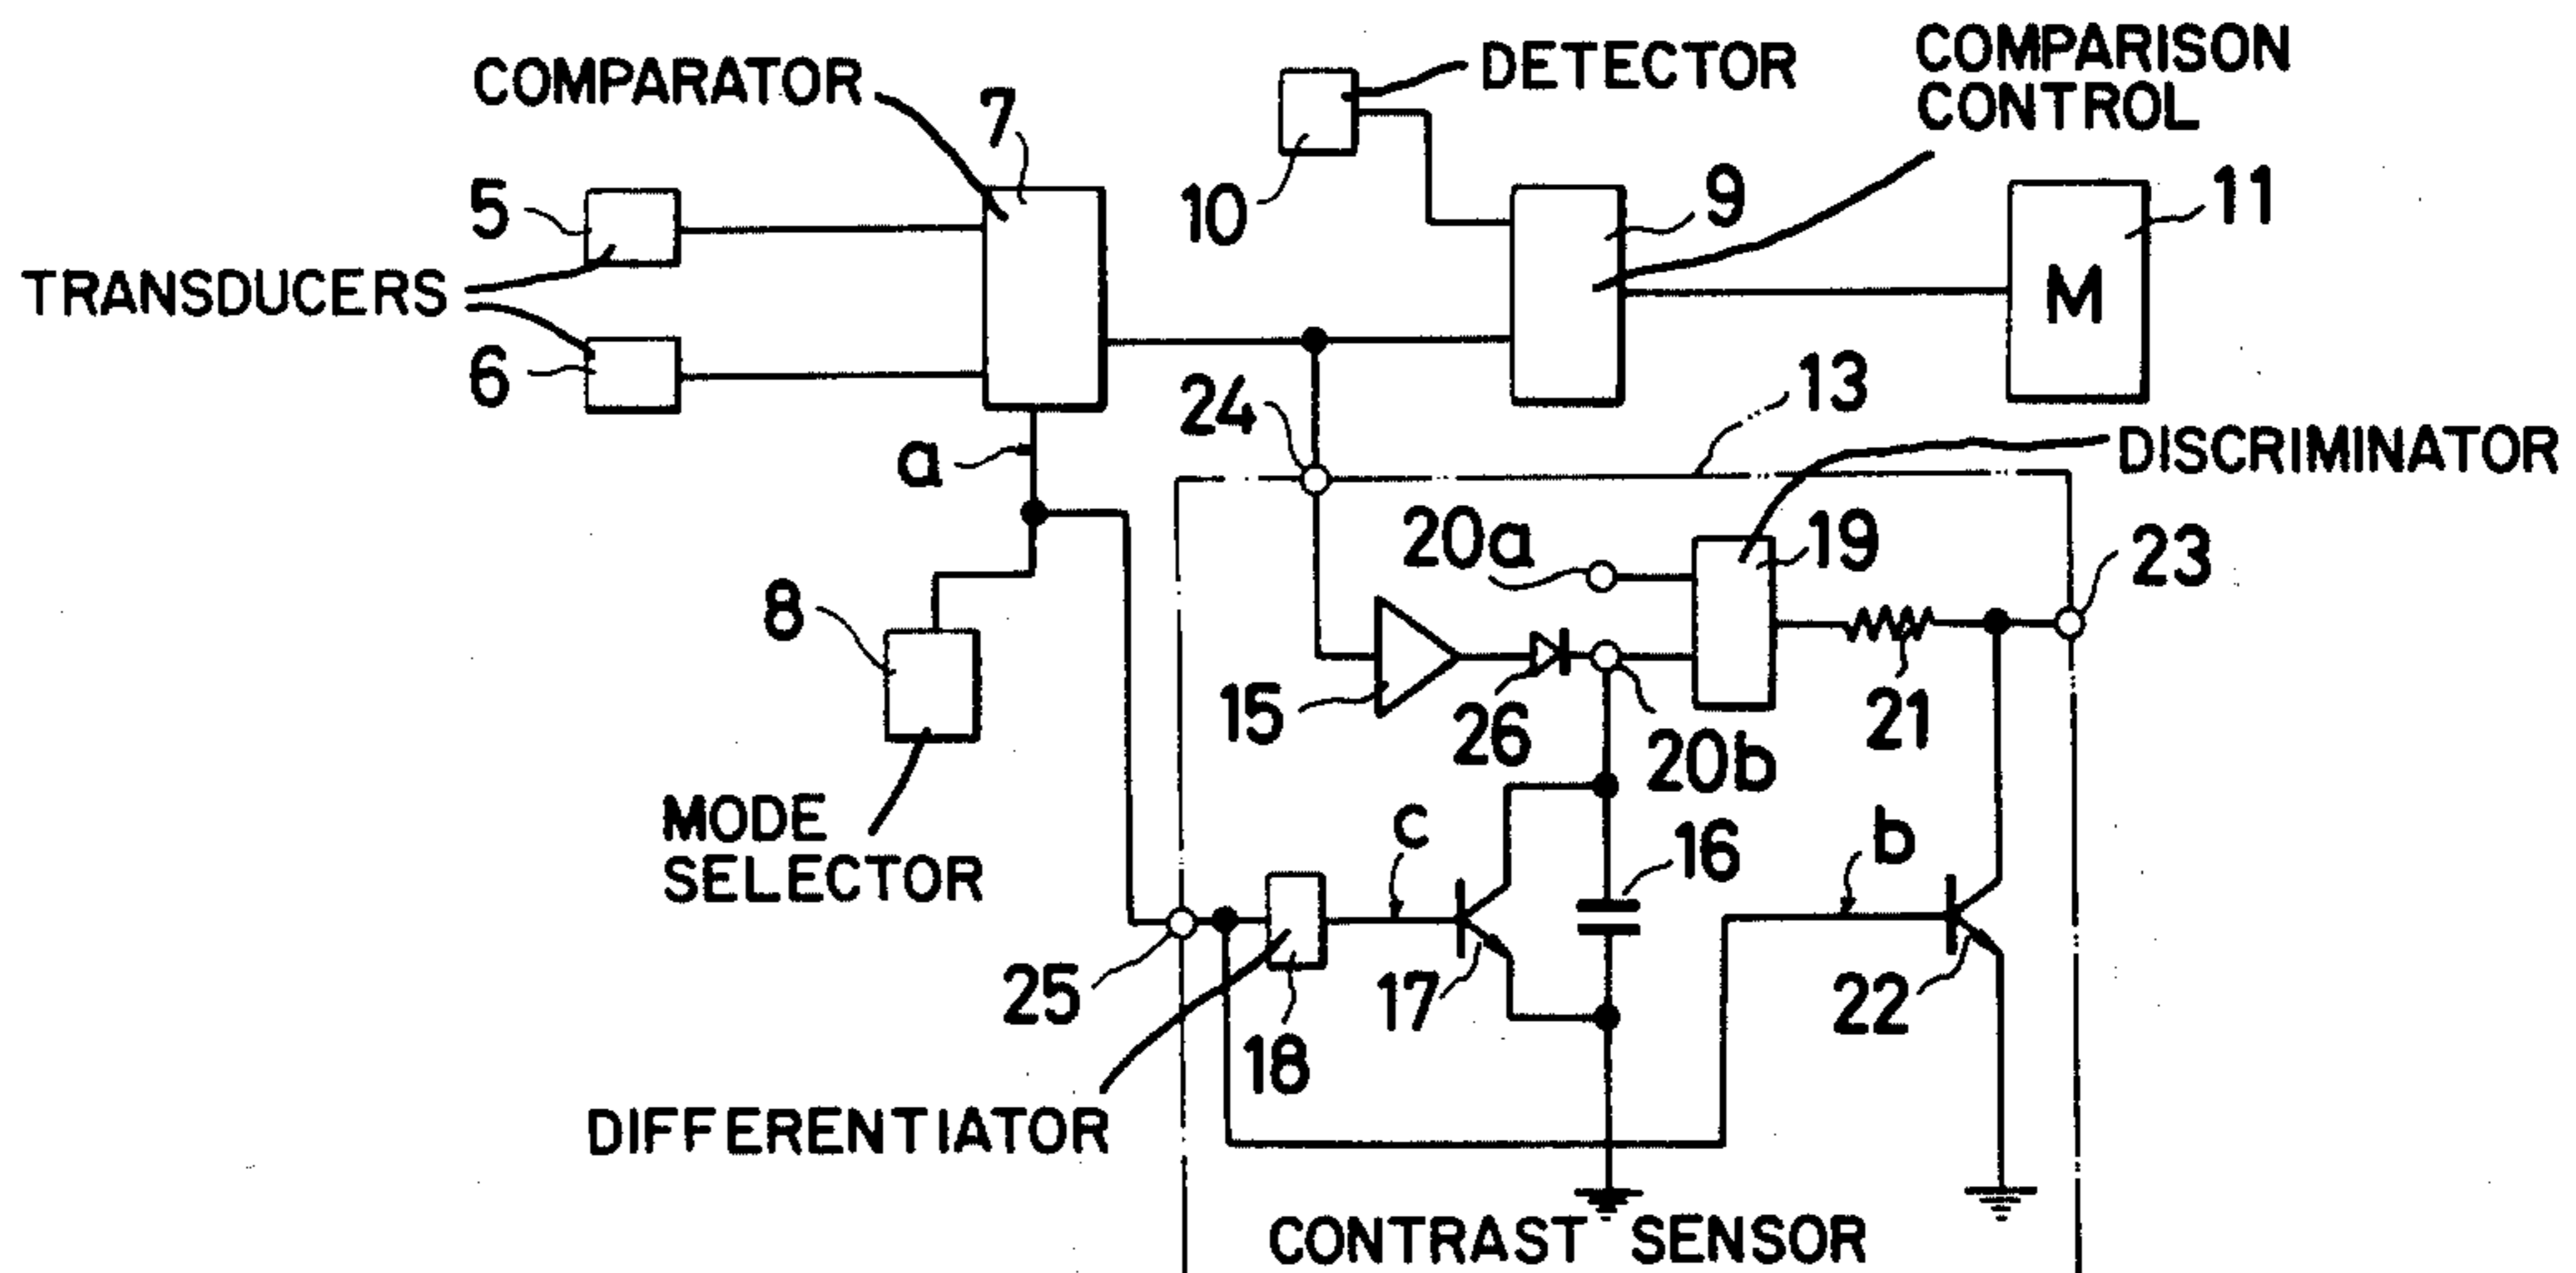 COMPARATOR
7
DETECTOR
COMPARISON
CONTROL
5
10
9
11
TRANSDUCERS
M
6
24
13
a
DISCRIMINATOR
20a
19
23
8
15
26
20b
21
MODE
SELECTOR
c
16
b
25
18
17
22
DIFFERENTIATOR
CONTRAST SENSOR